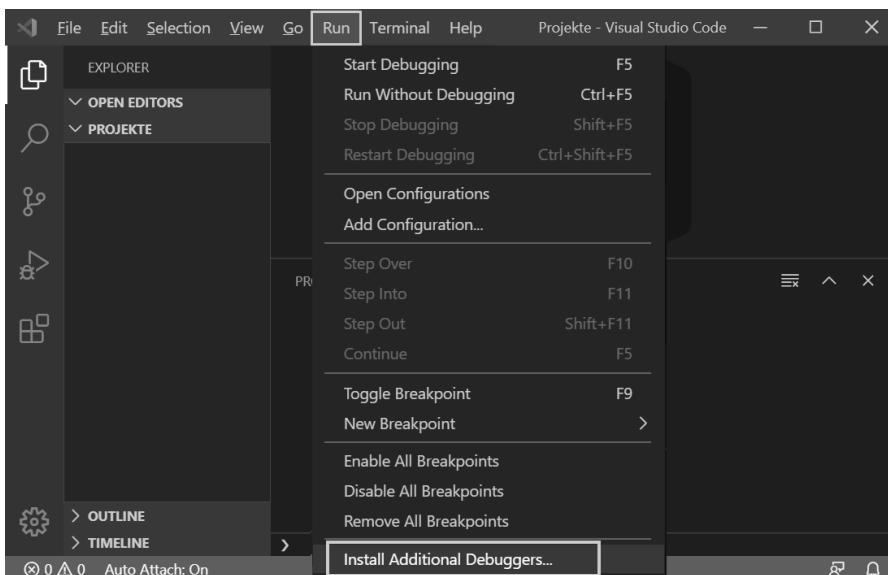 File Edit Selection View Go Run Terminal Help Projekte - Visual Studio Code
EXPLORER
OPEN EDITORS
PROJEKTE
OUTLINE
TIMELINE
Start Debugging F5
Run Without Debugging Ctrl+F5
Stop Debugging Shift+F5
Restart Debugging Ctrl+Shift+F5
Open Configurations
Add Configuration...
Step Over F10
Step Into F11
Step Out Shift+F11
Continue F5
Toggle Breakpoint F9
New Breakpoint
Enable All Breakpoints
Disable All Breakpoints
Remove All Breakpoints
Install Additional Debuggers...
0 0 Auto Attach: On